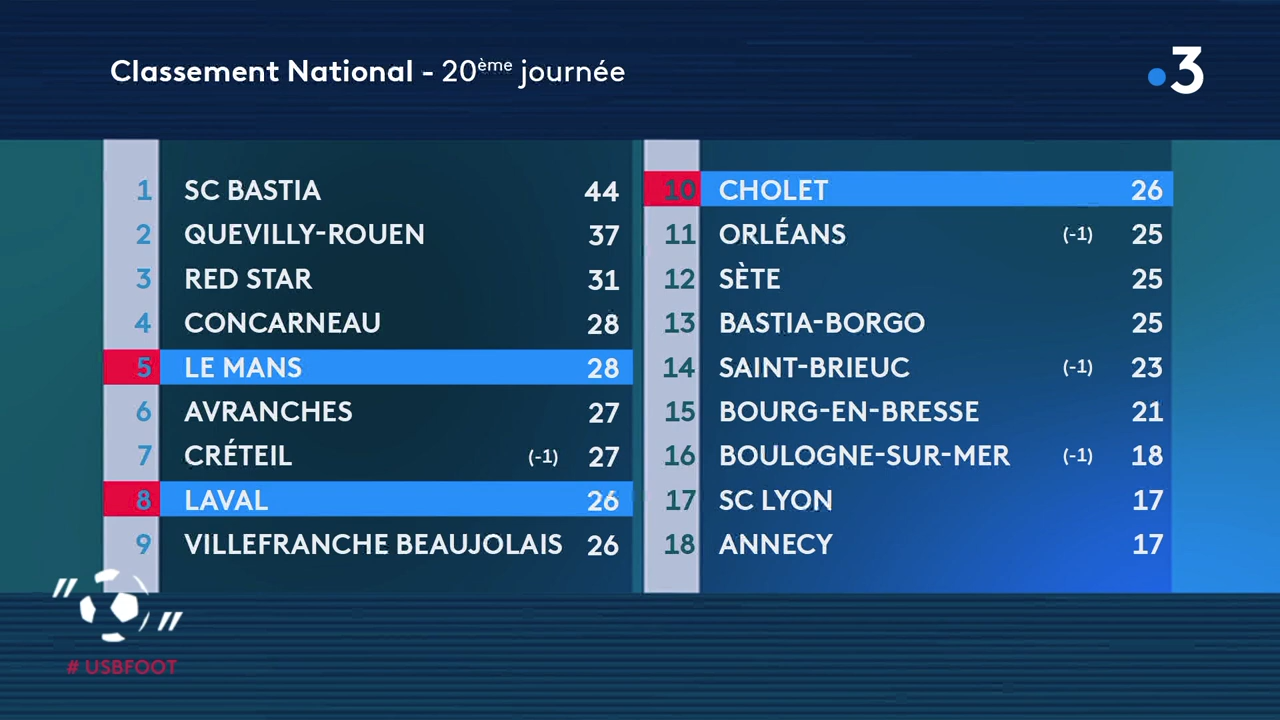 Classement National - 20ème journée
3
1 SC BASTIA 44
2 QUEVILLY-ROUEN 37
3 RED STAR 31
4 CONCARNEAU 28
5 LE MANS 28
6 AVRANCHES 27
7 CRÉTEIL (-1) 27
8 LAVAL 26
9 VILLEFRANCHE BEAUJOLAIS 26
10 CHOLET 26
11 ORLÉANS (-1) 25
12 SÈTE 25
13 BASTIA-BORGO 25
14 SAINT-BRIEUC (-1) 23
15 BOURG-EN-BRESSE 21
16 BOULOGNE-SUR-MER (-1) 18
17 SC LYON 17
18 ANNECY 17
# USBFOOT